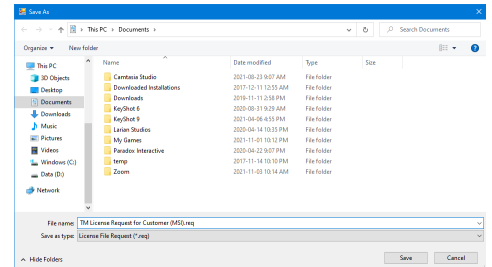 Save As
This PC > Documents >
Search Documents
Organize
New folder
Name Date modified Type Size
This PC
3D Objects
Desktop
Documents
Downloads
Music
Pictures
Videos
Windows (C:)
Data (D:)
Network
Camtasia Studio 2021-08-23 9:07 AM File folder
Downloaded Installations 2017-12-11 12:55 AM File folder
Downloads 2019-11-11 2:58 PM File folder
KeyShot 6 2020-08-31 9:29 AM File folder
KeyShot 9 2021-04-06 4:55 PM File folder
Larian Studios 2020-04-14 10:35 PM File folder
My Games 2021-11-01 10:12 PM File folder
Paradox Interactive 2020-04-22 9:07 PM File folder
temp 2017-11-14 10:10 PM File folder
Zoom 2021-11-03 10:14 AM File folder
File name: TM License Request for Customer (MSI).req
Save as type: License File Request (*.req)
Hide Folders
Save
Cancel